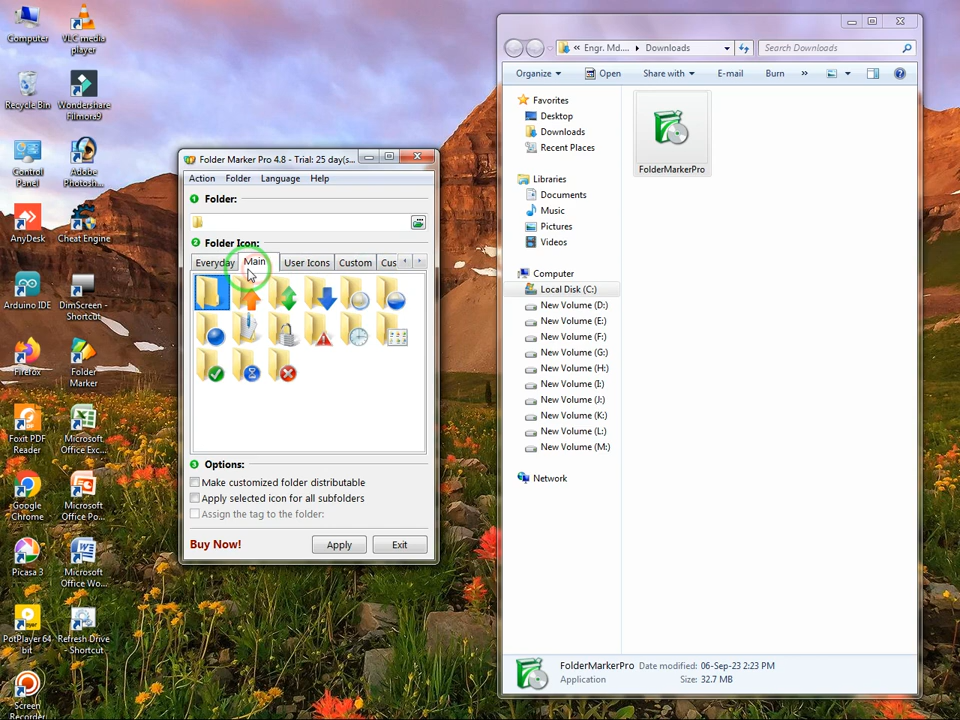 Computer
VLC media
player
Recycle Bin
Wondershare
Filmora9
Control
Panel
Adobe
Photosh...
AnyDesk
Cheat Engine
Arduino IDE
DimScreen -
Shortcut
Firefox
Folder
Marker
Foxit PDF
Reader
Microsoft
Office Exc...
Google
Chrome
Microsoft
Office Po...
Picasa 3
Microsoft
Office Wo...
PotPlayer 64
bit
Refresh Drive
- Shortcut
Screen
Recorder
Folder Marker Pro 4.8 - Trial: 25 day(s...
Action Folder Language Help
1 Folder:
2 Folder Icon:
Everyday Main User Icons Custom Cus
3 Options:
Make customized folder distributable
Apply selected icon for all subfolders
Assign the tag to the folder:
Buy Now! Apply Exit
« Engr. Md.... Downloads
Search Downloads
Organize Open Share with E-mail Burn »
Favorites
Desktop
Downloads
Recent Places
Libraries
Documents
Music
Pictures
Videos
Computer
Local Disk (C:)
New Volume (D:)
New Volume (E:)
New Volume (F:)
New Volume (G:)
New Volume (H:)
New Volume (I:)
New Volume (J:)
New Volume (K:)
New Volume (L:)
New Volume (M:)
Network
FolderMarkerPro
FolderMarkerPro Date modified: 06-Sep-23 2:23 PM
Application Size: 32.7 MB